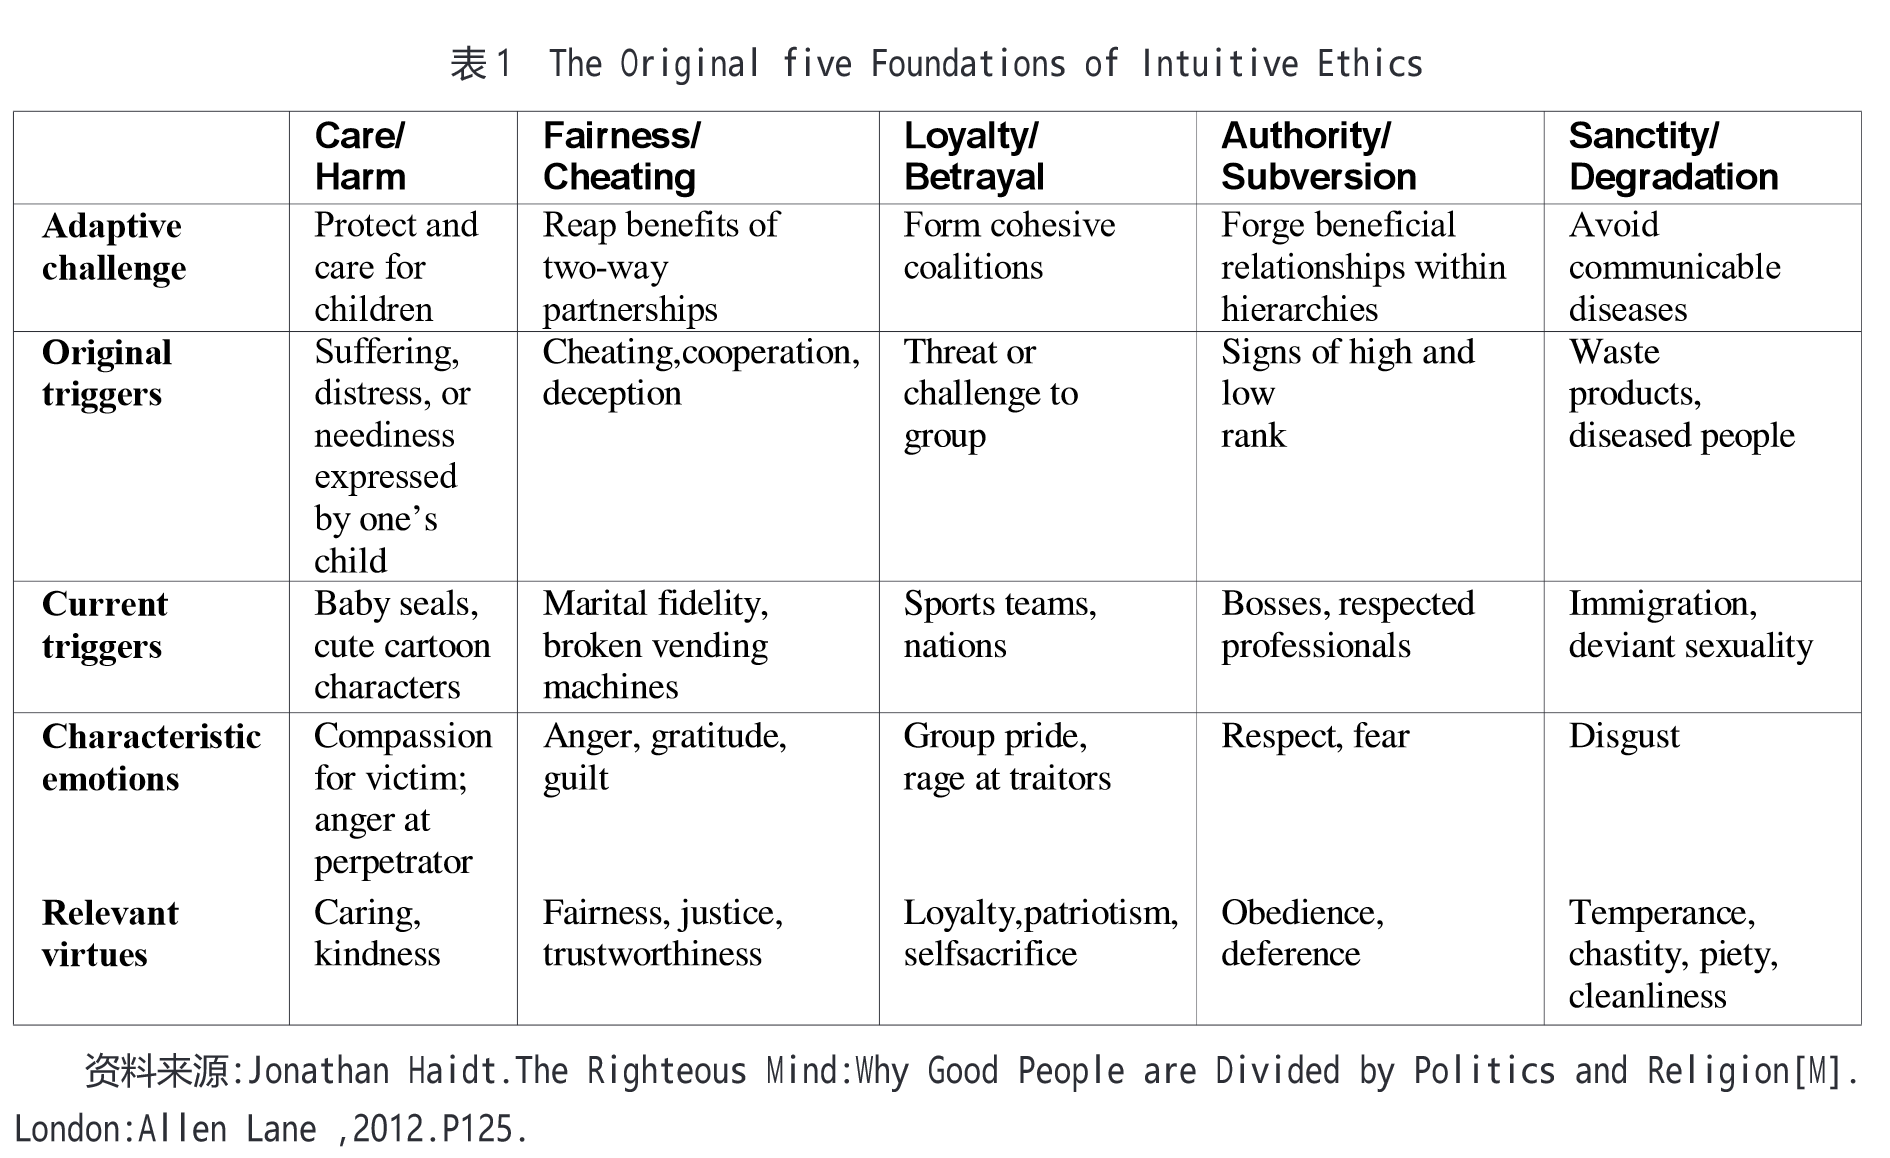 表1 The Original five Foundations of Intuitive Ethics
Care/
Harm
Fairness/
Cheating
Loyalty/
Betrayal
Authority/
Subversion
Sanctity/
Degradation
Adaptive
challenge
Protect and
care for
children
Reap benefits of
two-way
partnerships
Form cohesive
coalitions
Forge beneficial
relationships within
hierarchies
Avoid
communicable
diseases
Original
triggers
Suffering,
distress, or
neediness
expressed
by one’s
child
Cheating,cooperation,
deception
Threat or
challenge to
group
Signs of high and
low
rank
Waste
products,
diseased people
Current
triggers
Baby seals,
cute cartoon
characters
Marital fidelity,
broken vending
machines
Sports teams,
nations
Bosses, respected
professionals
Immigration,
deviant sexuality
Characteristic
emotions
Compassion
for victim;
anger at
perpetrator
Anger, gratitude,
guilt
Group pride,
rage at traitors
Respect, fear
Disgust
Relevant
virtues
Caring,
kindness
Fairness, justice,
trustworthiness
Loyalty,patriotism,
selfsacrifice
Obedience,
deference
Temperance,
chastity, piety,
cleanliness
资料来源:Jonathan Haidt.The Righteous Mind:Why Good People are Divided by Politics and Religion[M].
London:Allen Lane ,2012.P125.